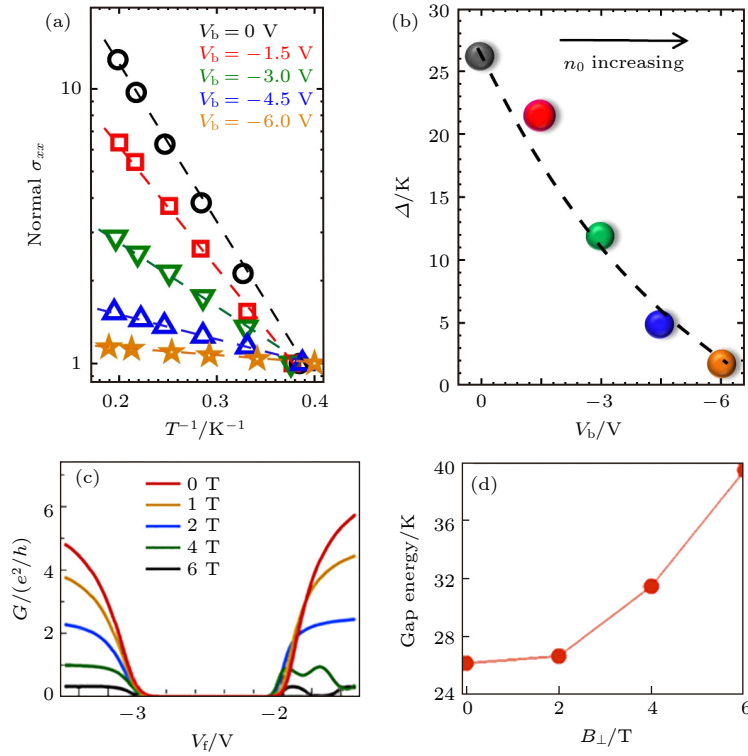 (a)
V_b = 0 V
V_b = −1.5 V
V_b = −3.0 V
V_b = −4.5 V
V_b = −6.0 V
10
1
Normal σ_xx
0.2 0.3 0.4
T⁻¹/K⁻¹
(b)
n_0 increasing
30
25
20
15
10
5
0
Δ/K
0 −3 −6
V_b/V
(c)
0 T
1 T
2 T
4 T
6 T
6
4
2
0
G/(e²/h)
−3 −2
V_f/V
(d)
40
36
32
28
24
Gap energy/K
0 2 4 6
B_⊥/T